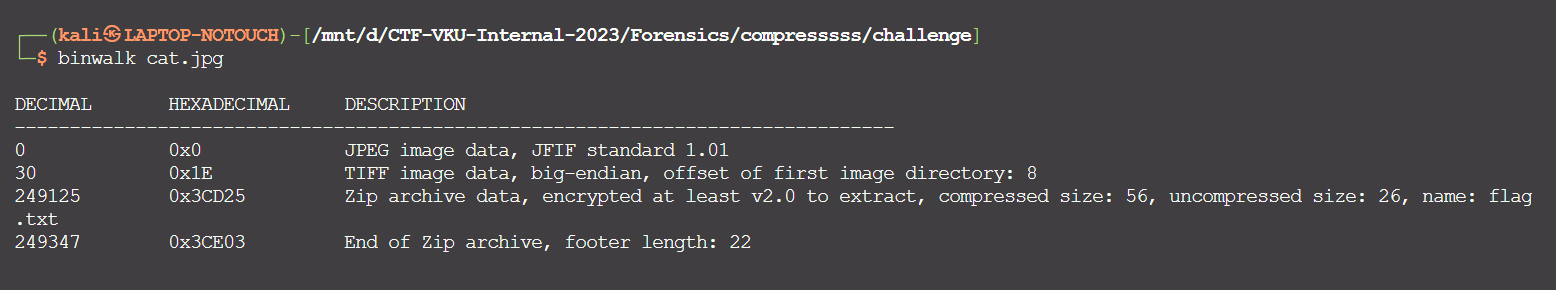 (kali㉿LAPTOP-NOTOUCH)-[/mnt/d/CTF-VKU-Internal-2023/Forensics/compresssss/challenge]
$ binwalk cat.jpg
DECIMAL       HEXADECIMAL     DESCRIPTION
--------------------------------------------------------------------------------
0             0x0             JPEG image data, JFIF standard 1.01
30            0x1E            TIFF image data, big-endian, offset of first image directory: 8
249125        0x3CD25         Zip archive data, encrypted at least v2.0 to extract, compressed size: 56, uncompressed size: 26, name: flag
.txt
249347        0x3CE03         End of Zip archive, footer length: 22